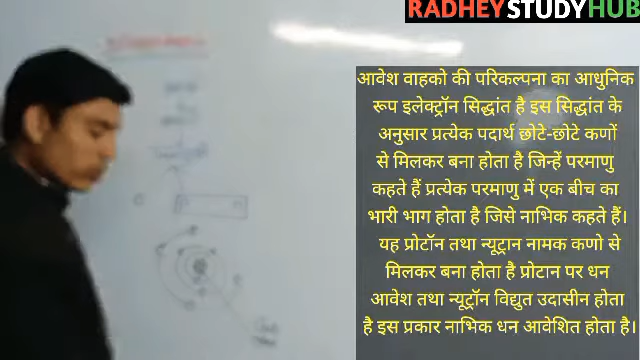 RADHEYSTUDYHUB
आवेश वाहको की परिकल्पना का आधुनिक
रूप इलेक्ट्रॉन सिद्धांत है इस सिद्धांत के
अनुसार प्रत्येक पदार्थ छोटे-छोटे कणों
से मिलकर बना होता है जिन्हें परमाणु
कहते हैं प्रत्येक परमाणु में एक बीच का
भारी भाग होता है जिसे नाभिक कहते हैं।
यह प्रोटॉन तथा न्यूट्रान नामक कणो से
मिलकर बना होता है प्रोटान पर धन
आवेश तथा न्यूट्रॉन विद्युत उदासीन होता
है इस प्रकार नाभिक धन आवेशित होता है।